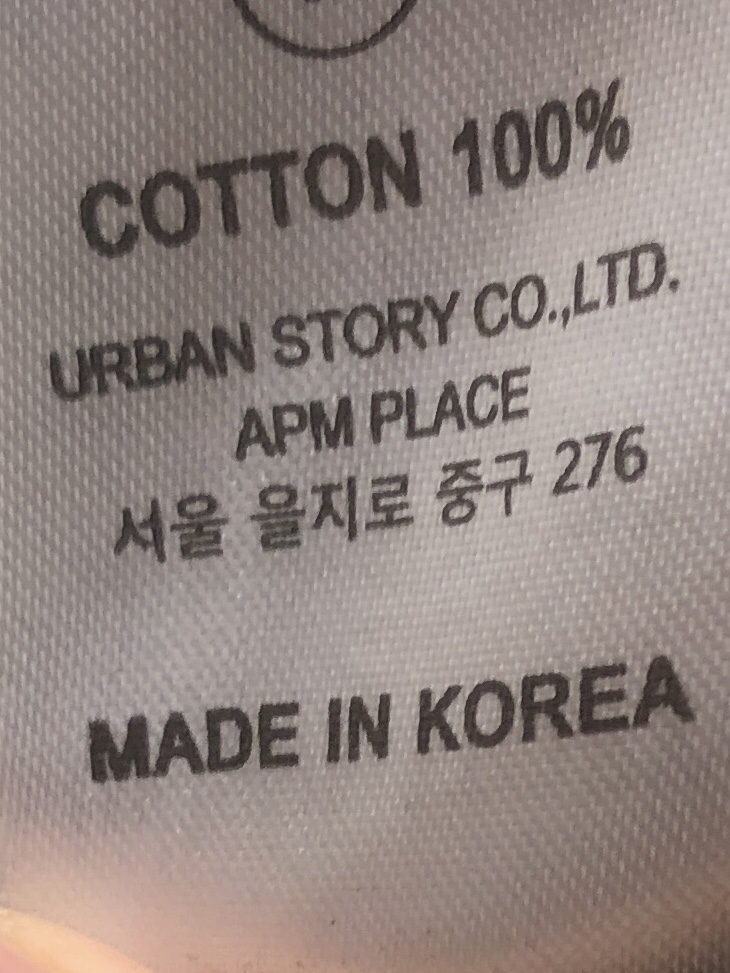 COTTON 100%
URBAN STORY CO.,LTD.
APM PLACE
서울 을지로 중구 276
MADE IN KOREA